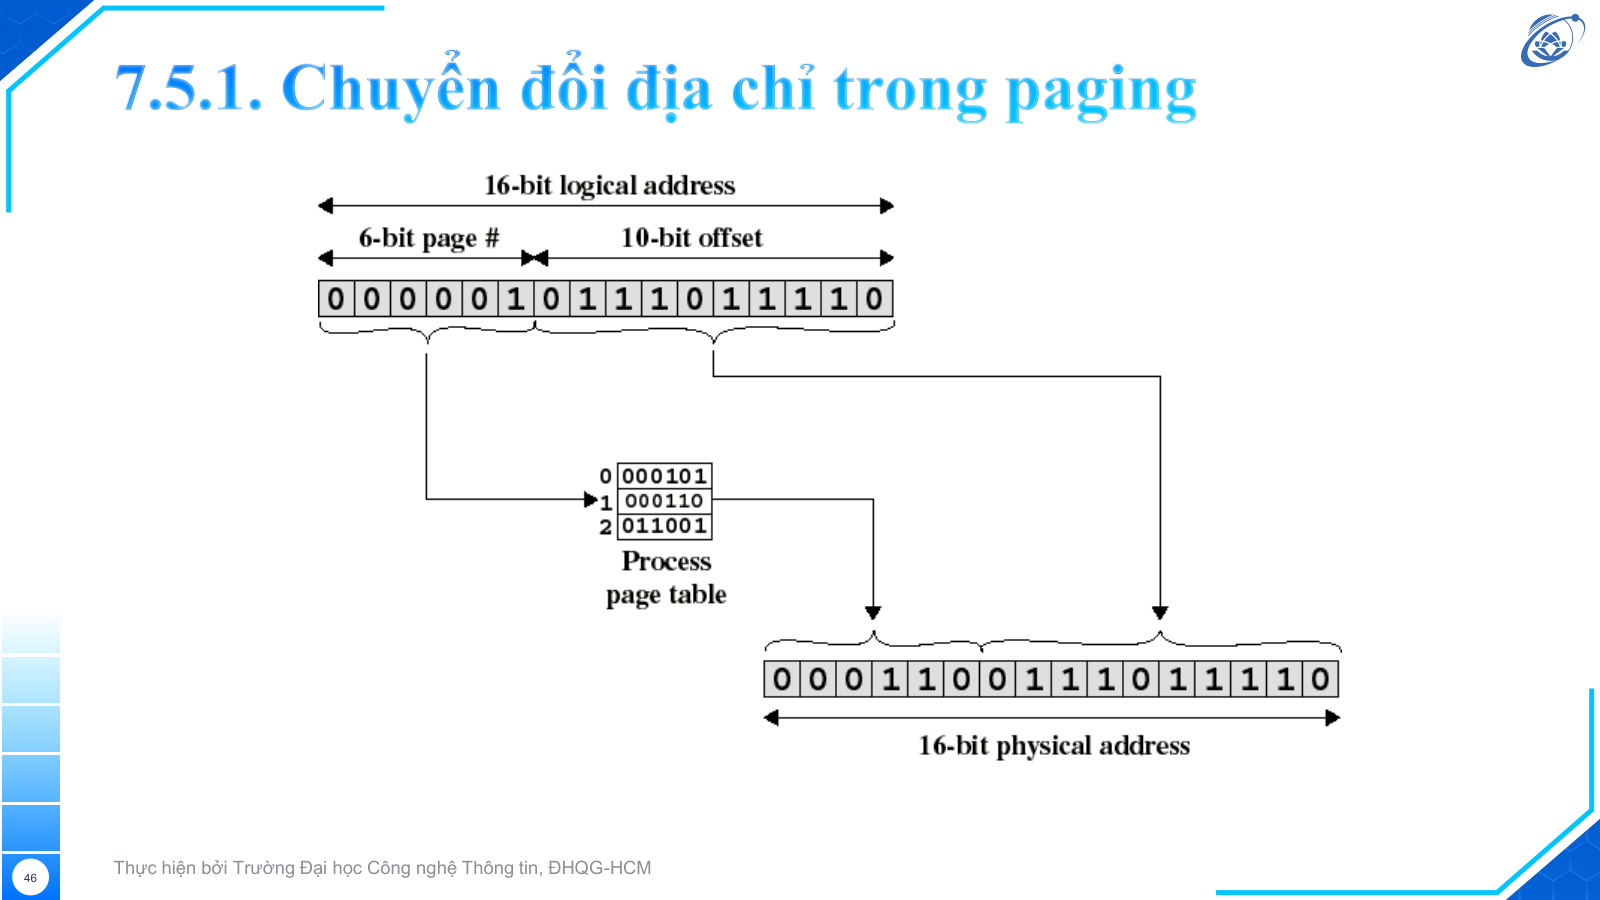 7.5.1. Chuyển đổi địa chỉ trong paging
16-bit logical address
6-bit page # 10-bit offset
0 0 0 0 0 1 0 1 1 1 0 1 1 1 1 0
0 000101
1 000110
2 011001
Process
page table
0 0 0 1 1 0 0 1 1 1 0 1 1 1 1 0
16-bit physical address
Thực hiện bởi Trường Đại học Công nghệ Thông tin, ĐHQG-HCM
46